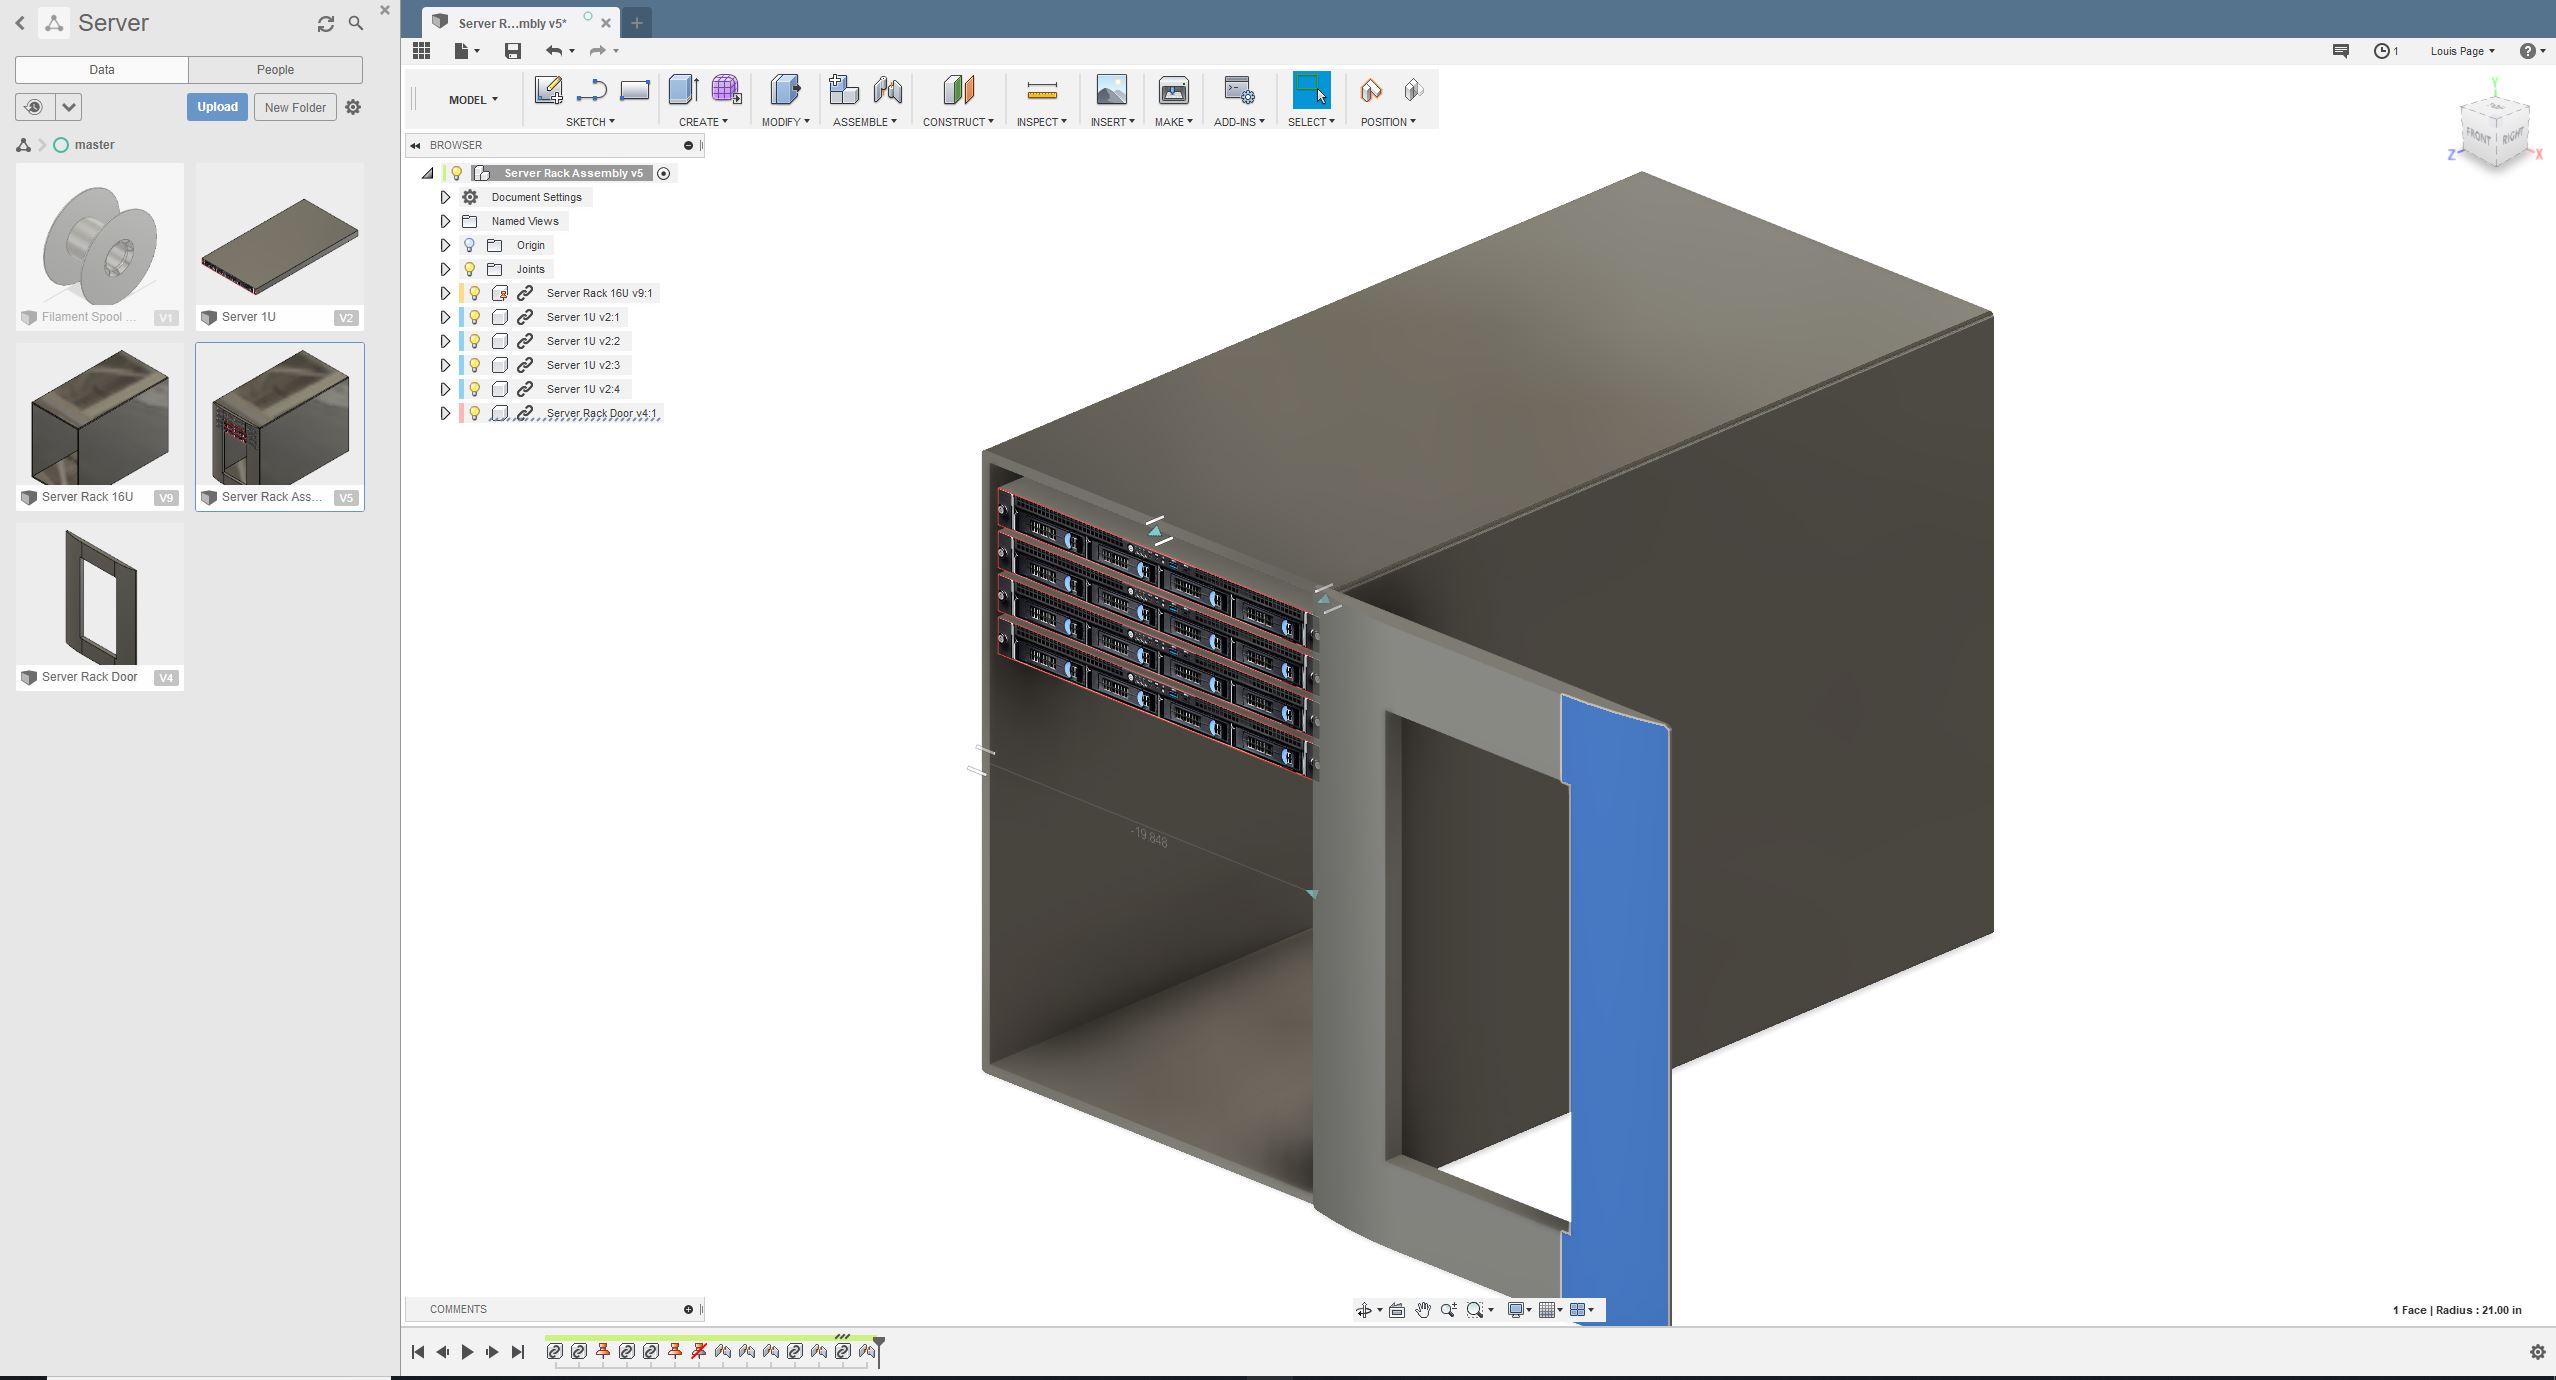 Server
Data
People
Upload
New Folder
master
Filament Spool ...
V1
Server 1U
V2
Server Rack 16U
V9
Server Rack Ass...
V5
Server Rack Door
V4
Server R...mbly v5*
1
Louis Page
MODEL
SKETCH
CREATE
MODIFY
ASSEMBLE
CONSTRUCT
INSPECT
INSERT
MAKE
ADD-INS
SELECT
POSITION
BROWSER
Server Rack Assembly v5
Document Settings
Named Views
Origin
Joints
Server Rack 16U v9:1
Server 1U v2:1
Server 1U v2:2
Server 1U v2:3
Server 1U v2:4
Server Rack Door v4:1
Y
FRONT
RIGHT
Z
X
-19.848
COMMENTS
1 Face | Radius : 21.00 in